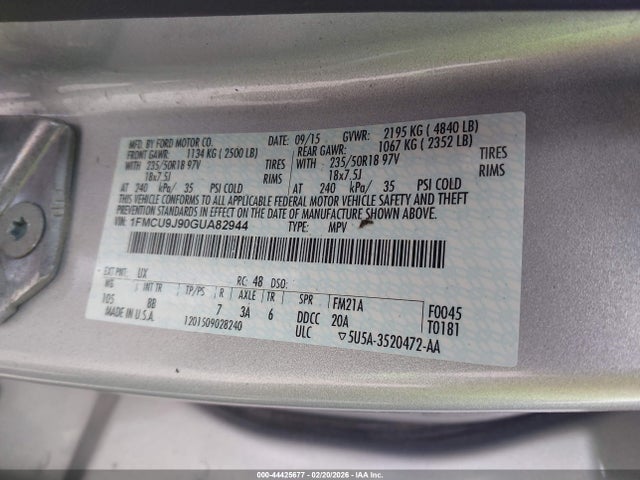 MFD. BY FORD MOTOR CO. DATE: 09/15 GVWR: 2195 KG ( 4840 LB)
FRONT GAWR: 1134 KG ( 2500 LB) REAR GAWR: 1067 KG ( 2352 LB)
WITH 235/50R18 97V TIRES WITH 235/50R18 97V TIRES
18x7.5J RIMS 18x7.5J RIMS
AT 240 kPa/ 35 PSI COLD AT 240 kPa/ 35 PSI COLD
THIS VEHICLE CONFORMS TO ALL APPLICABLE FEDERAL MOTOR VEHICLE SAFETY AND THEFT
PREVENTION STANDARDS IN EFFECT ON THE DATE OF MANUFACTURE SHOWN ABOVE.
VIN: 1FMCU9J90GUA82944 TYPE: MPV
EXT PNT: UX RC: 48 DSO:
WB INT TR TP/PS R AXLE TR SPR FM21A F0045
105 BB 7 3A 6 DDCC 20A T0181
MADE IN U.S.A. 1201509028240 ULC ▽5U5A-3520472-AA
000-44425677 - 02/20/2026 - IAA Inc.